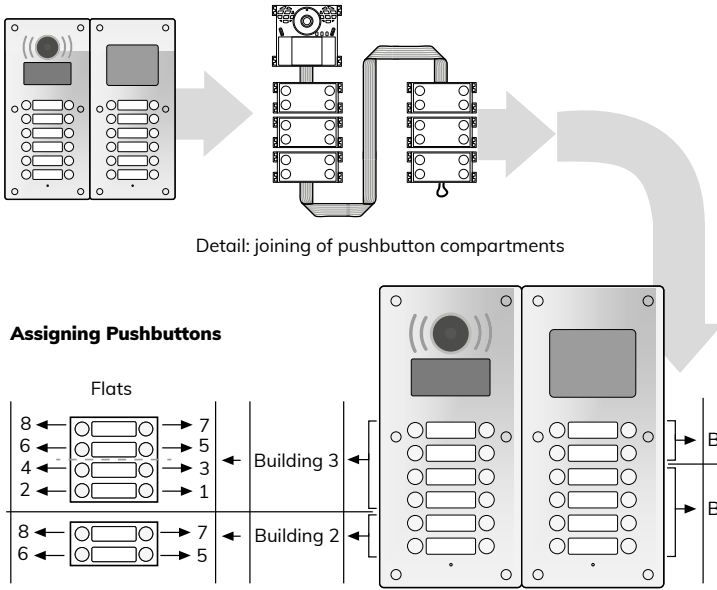 Detail: joining of pushbutton compartments
Assigning Pushbuttons
Flats
8 7
6 5
4 3
2 1
Building 3
B
8 7
6 5
Building 2
B